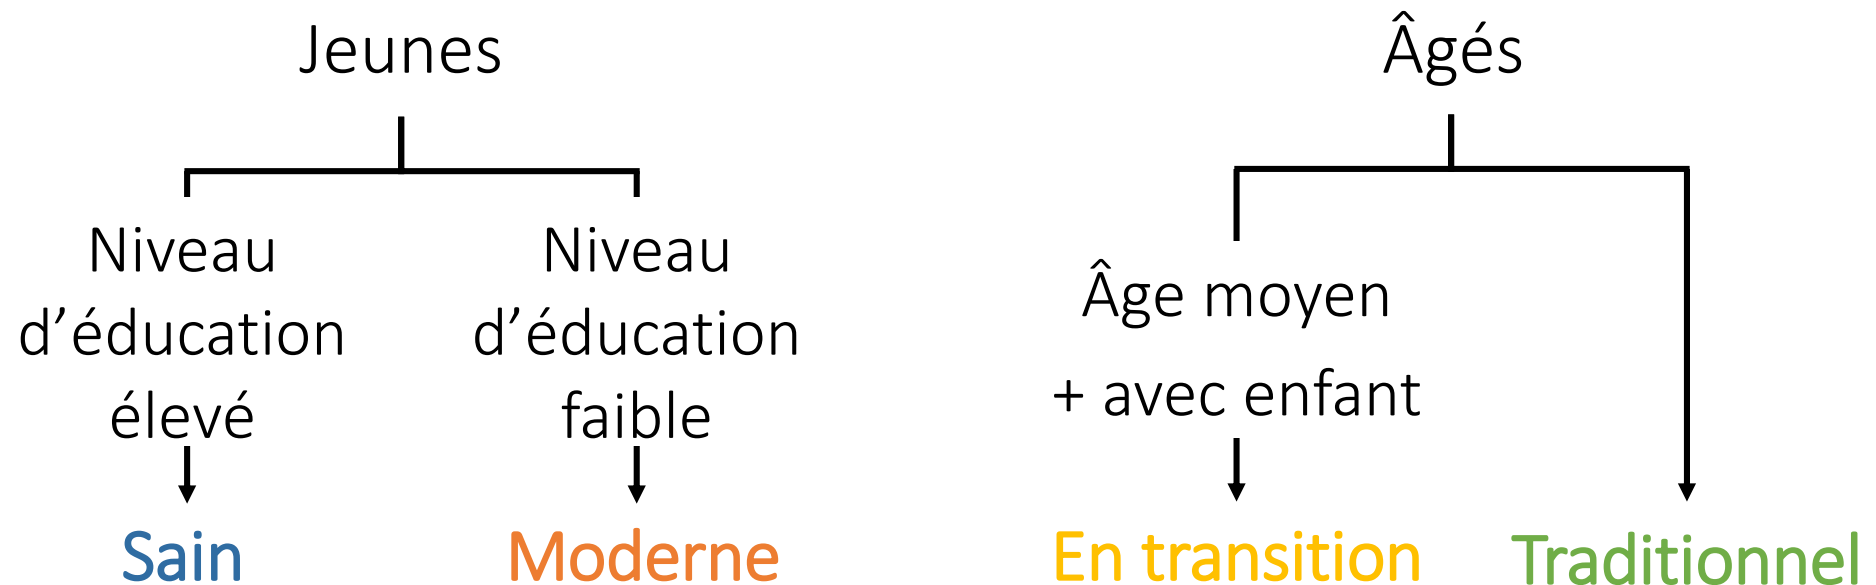 Jeunes
Âgés
Niveau
d’éducation
élevé
Niveau
d’éducation
faible
Âge moyen
+ avec enfant
Sain
Moderne
En transition
Traditionnel